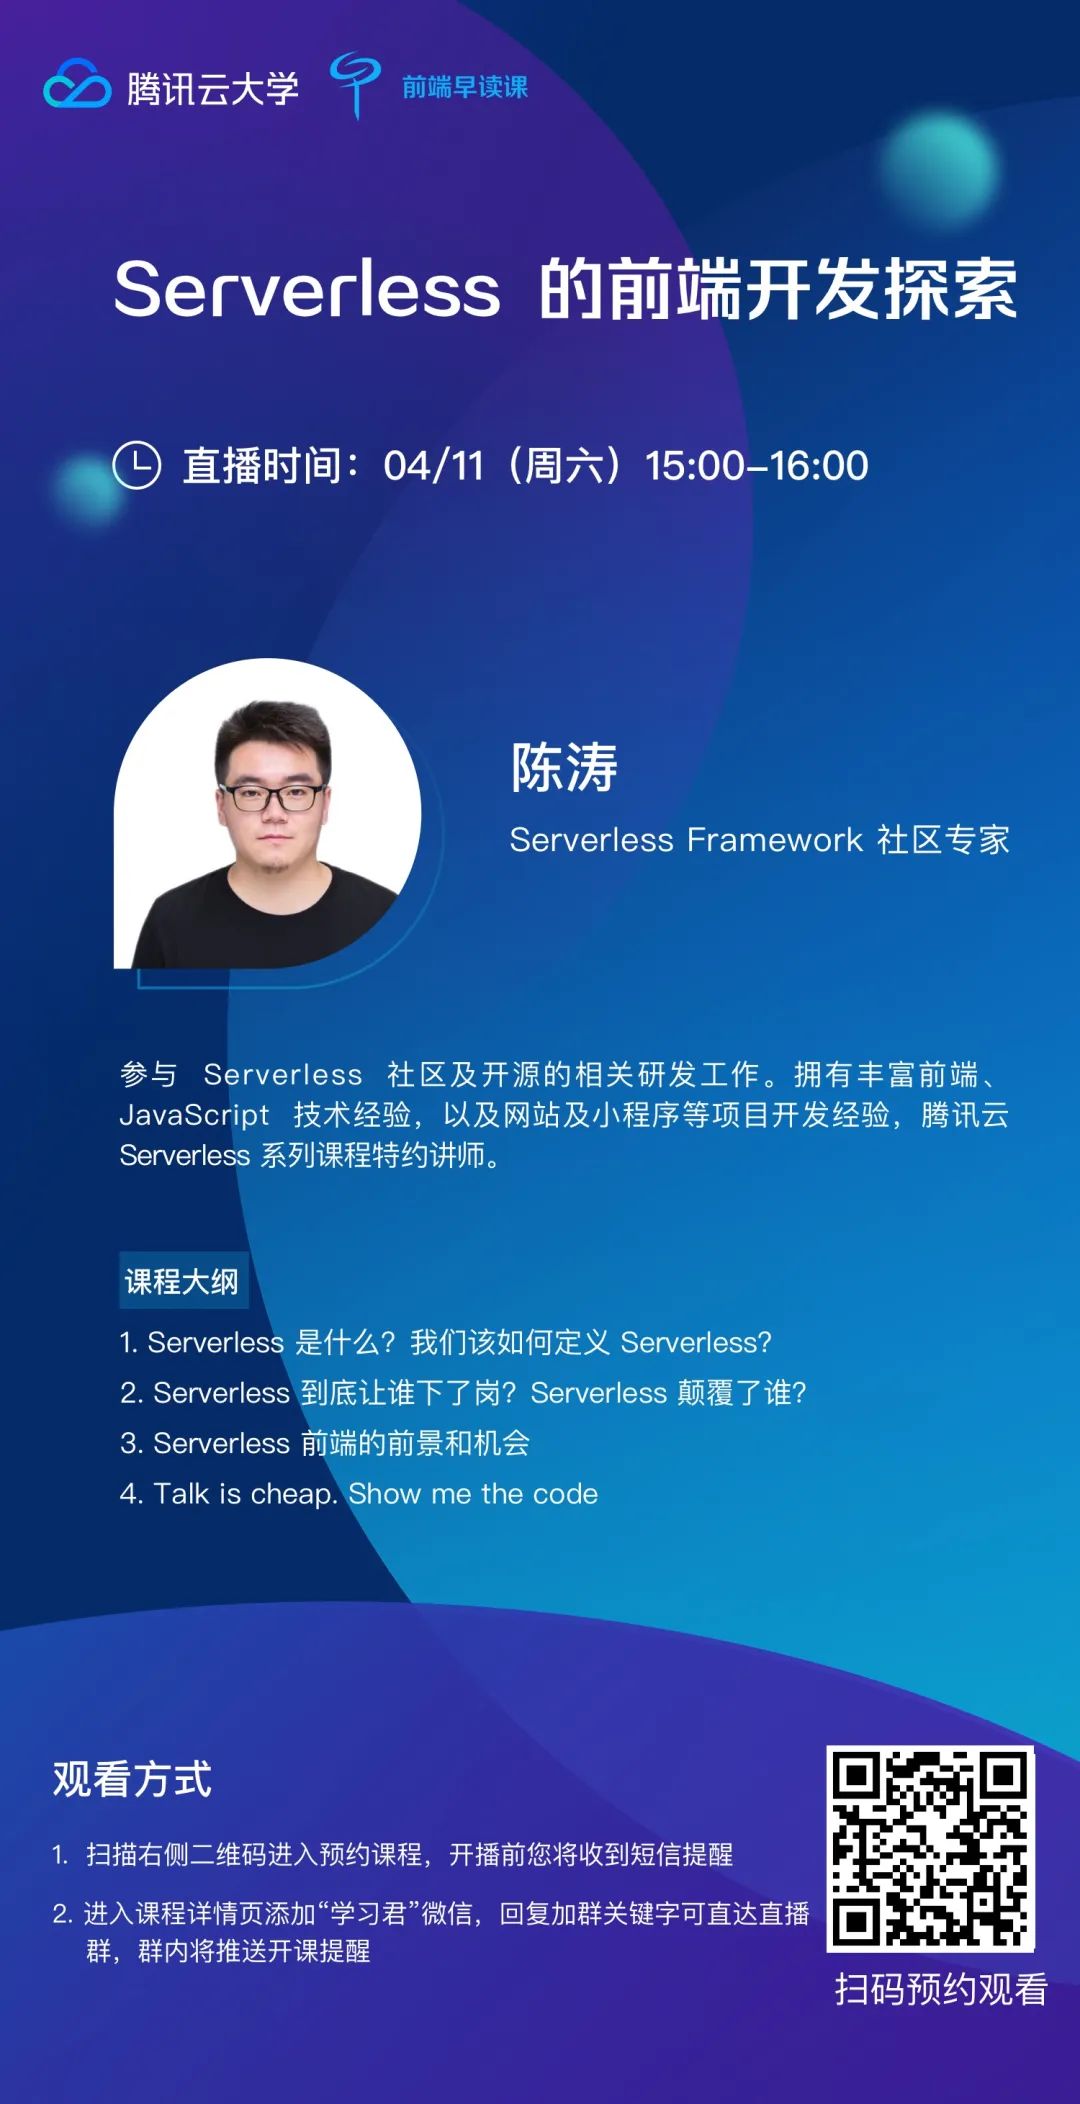 腾讯云大学 前端早读课
Serverless 的前端开发探索
直播时间：04/11（周六）15:00-16:00
陈涛
Serverless Framework 社区专家
参与 Serverless 社区及开源的相关研发工作。拥有丰富前端、
JavaScript 技术经验，以及网站及小程序等项目开发经验，腾讯云
Serverless 系列课程特约讲师。
课程大纲
1. Serverless 是什么？我们该如何定义 Serverless？
2. Serverless 到底让谁下了岗？Serverless 颠覆了谁？
3. Serverless 前端的前景和机会
4. Talk is cheap. Show me the code
观看方式
1. 扫描右侧二维码进入预约课程，开播前您将收到短信提醒
2. 进入课程详情页添加“学习君”微信，回复加群关键字可直达直播
群，群内将推送开课提醒
扫码预约观看